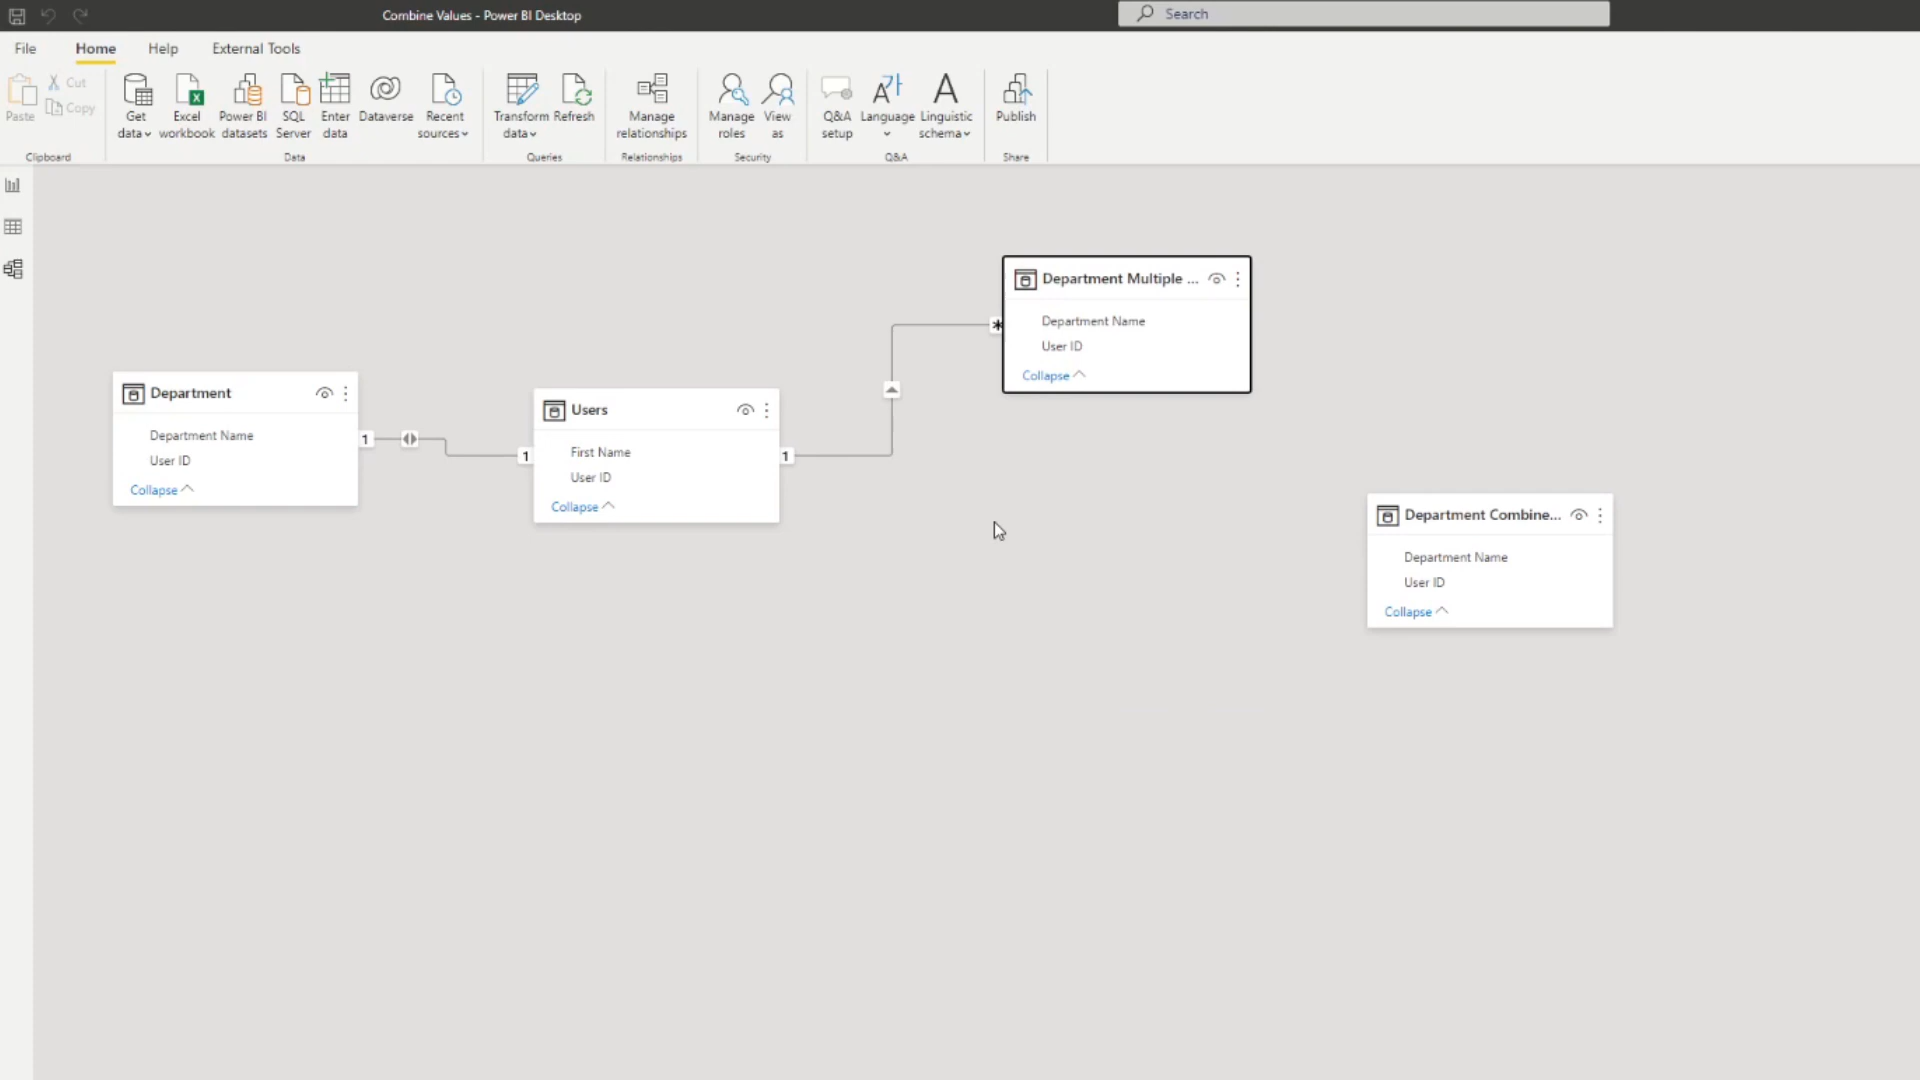 Combine Values - Power BI Desktop
Search
File
Home
Help
External Tools
Paste
Cut
Copy
Clipboard
Get
data
Excel
workbook
Power BI
datasets
SQL
Server
Enter
data
Dataverse
Recent
sources
Data
Transform
data
Refresh
Queries
Manage
relationships
Relationships
Manage
roles
View
as
Security
Q&A
setup
Language
Linguistic
schema
Q&A
Publish
Share
Department Multiple ...
Department Name
User ID
Collapse
*
Department
Department Name
User ID
Collapse
1
1
Users
First Name
User ID
Collapse
1
Department Combine...
Department Name
User ID
Collapse